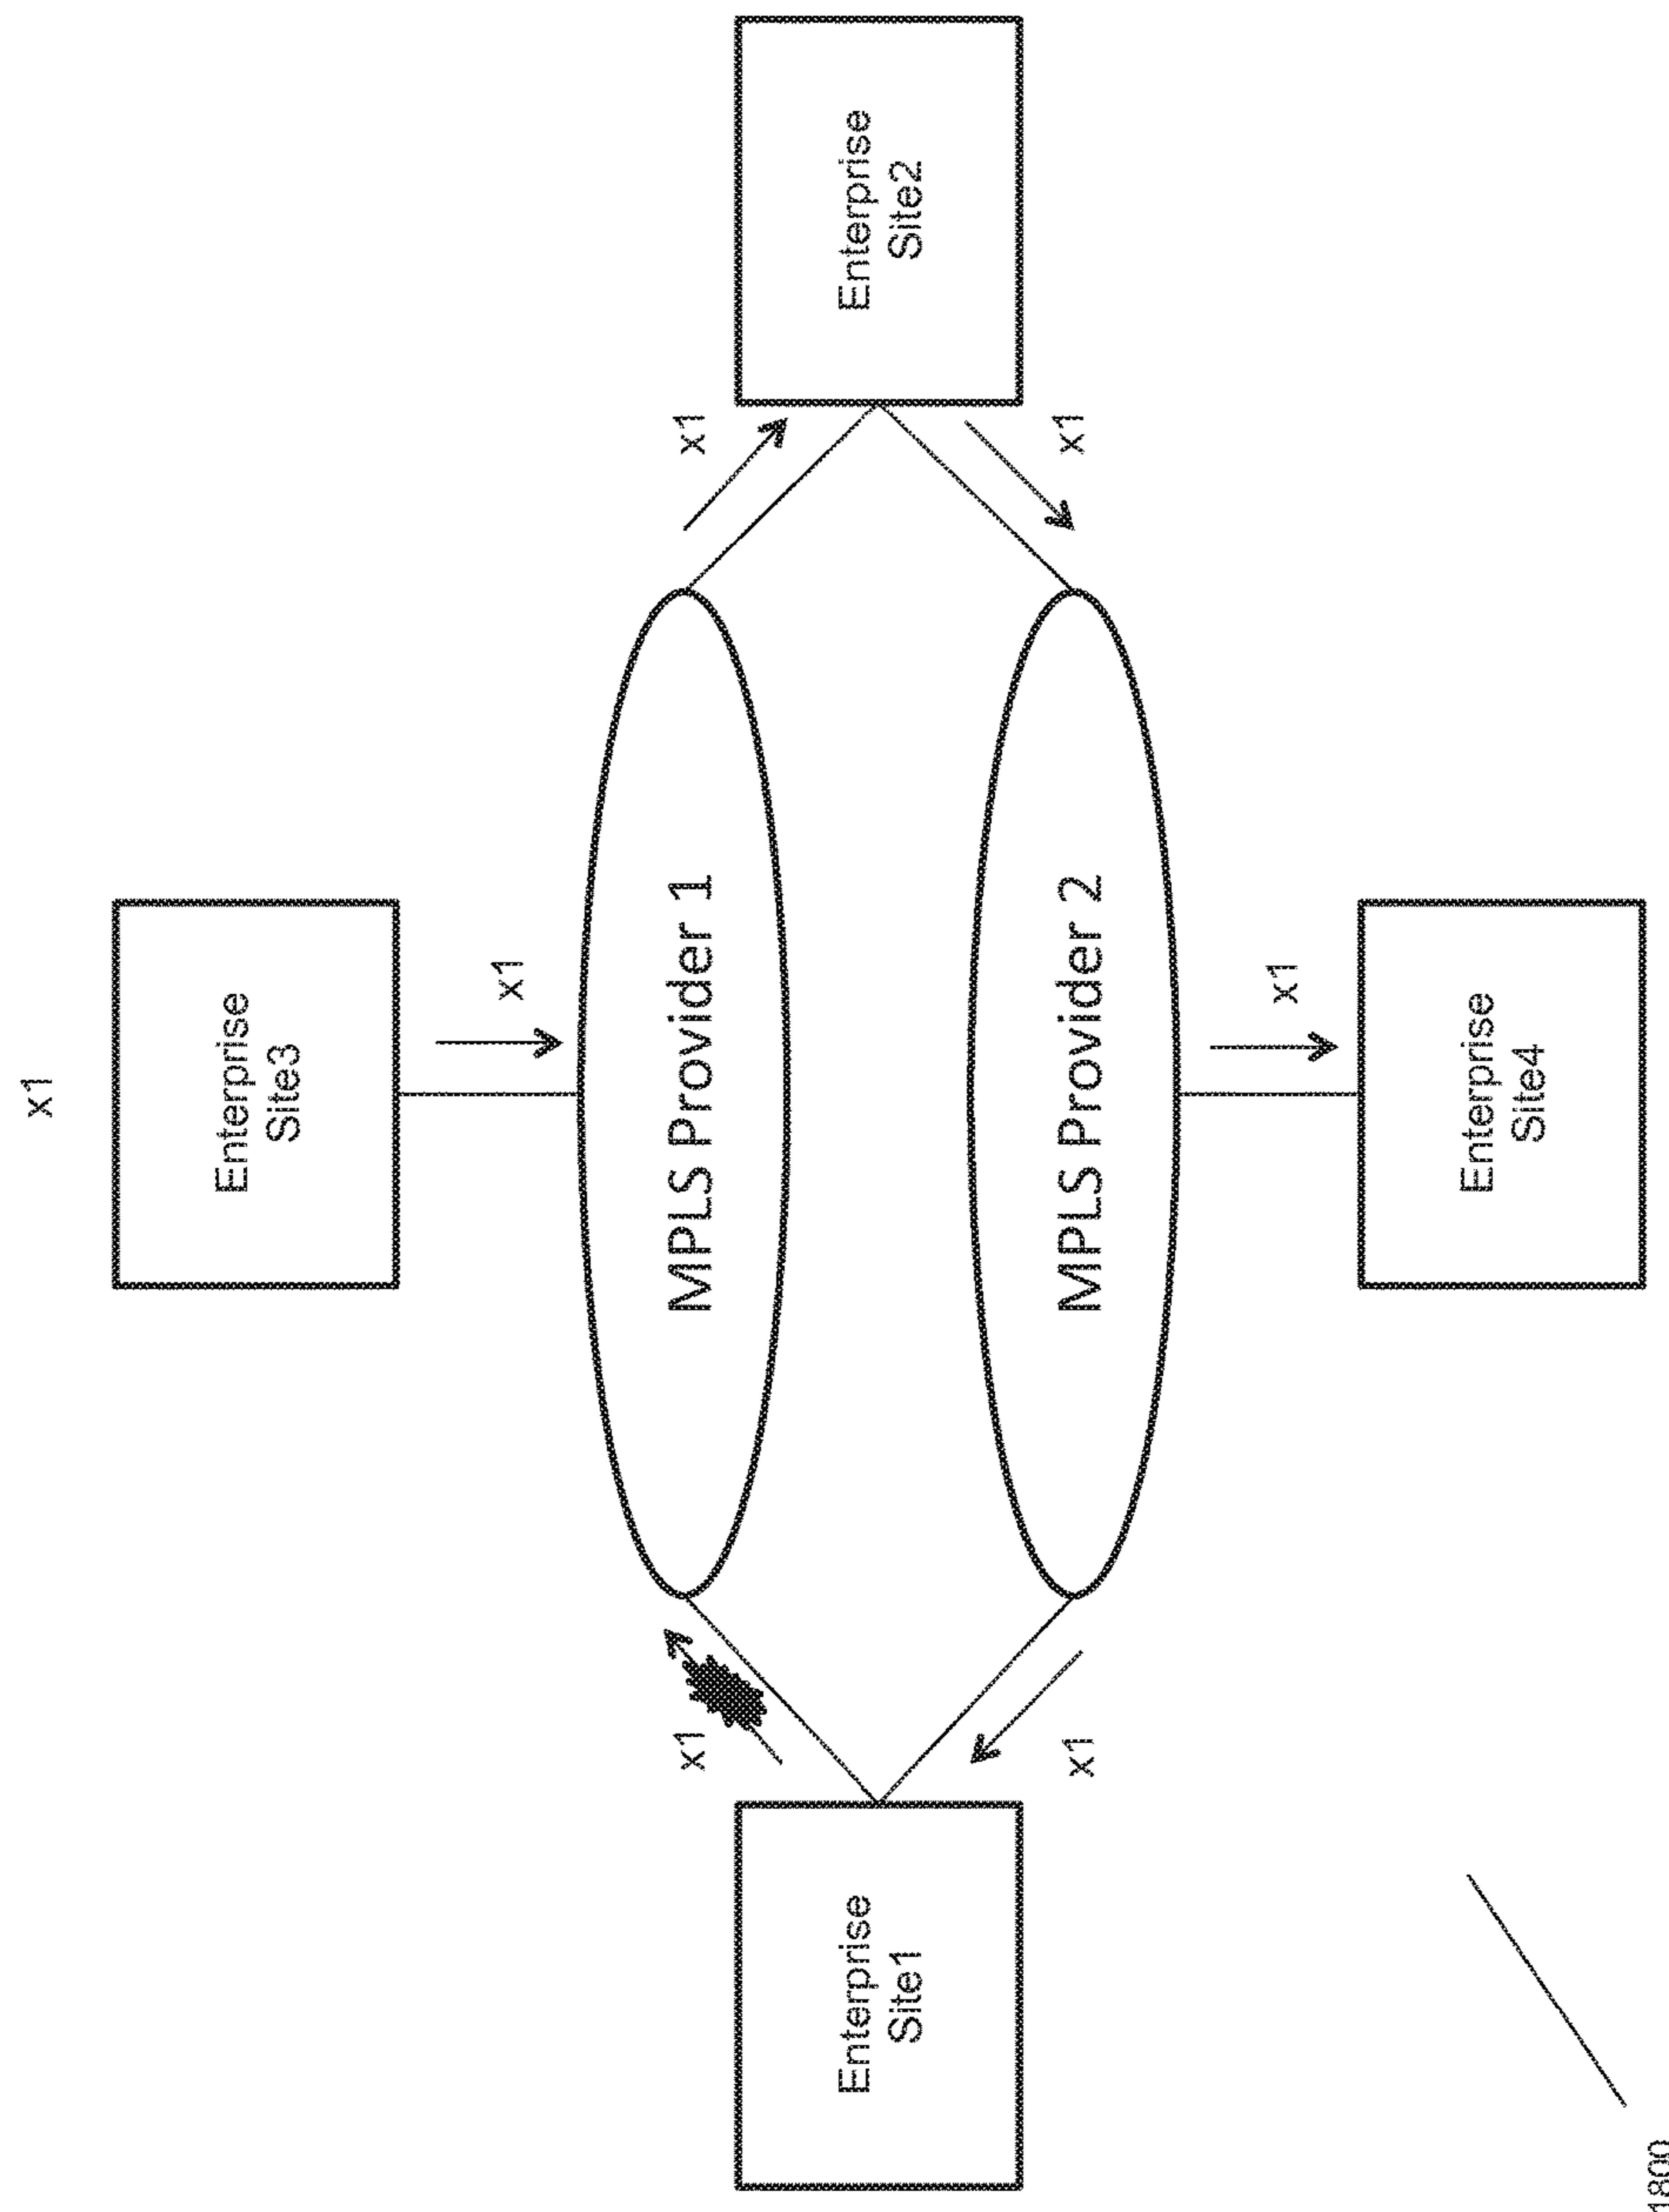 x1
Enterprise
Site3
x1
x1
MPLS Provider 1
x1
Enterprise
Site1
Enterprise
Site2
x1
MPLS Provider 2
x1
x1
Enterprise
Site4
1800